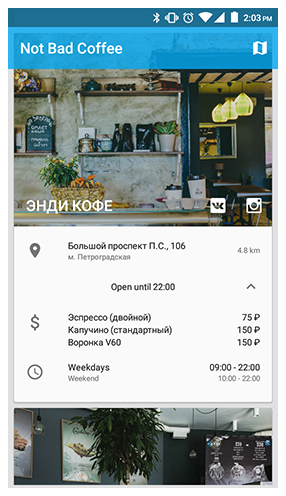 2:03 PM
Not Bad Coffee
ЭНДИ КОФЕ
Большой проспект П.С., 106
4.8 km
м. Петроградская
Open until 22:00
Эспрессо (двойной) 75 ₽
Капучино (стандартный) 150 ₽
Воронка V60 150 ₽
Weekdays 09:00 - 22:00
Weekend 10:00 - 22:00